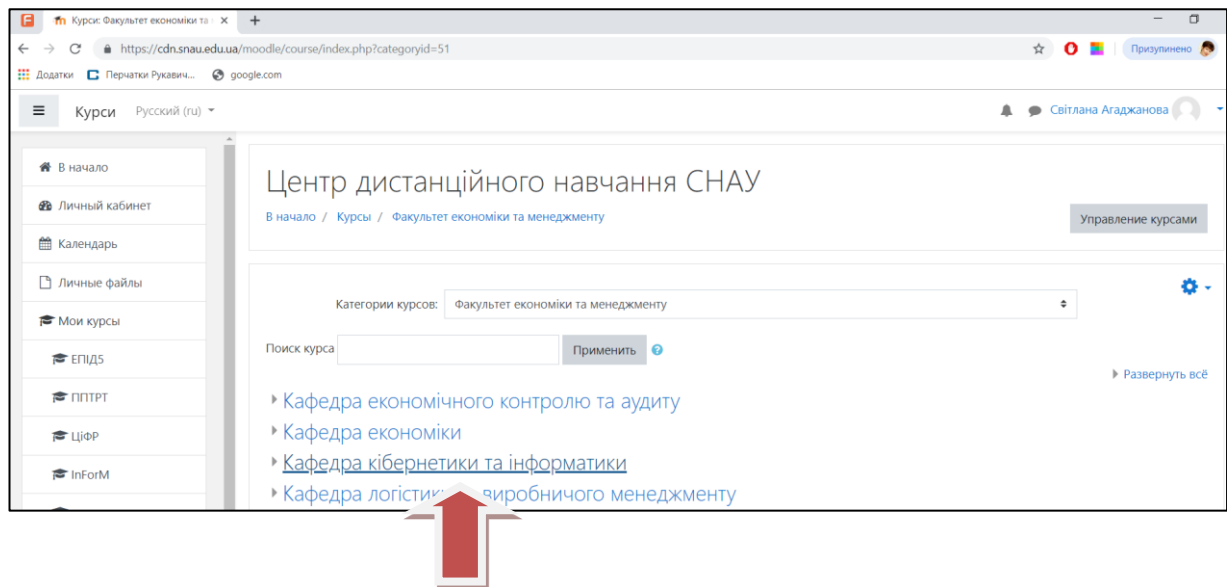 Курси: Факультет економіки та
https://cdn.snau.edu.ua/moodle/course/index.php?categoryid=51
Призупинено
Додатки Перчатки Рукавич... google.com
Курси Русский (ru)
Світлана Агаджанова
В начало
Личный кабинет
Календарь
Личные файлы
Мои курсы
ЕПІД5
ППТРТ
ЦіФР
InForM
Центр дистанційного навчання СНАУ
В начало / Курсы / Факультет економіки та менеджменту
Управление курсами
Категории курсов: Факультет економіки та менеджменту
Поиск курса Применить
Развернуть всё
Кафедра економічного контролю та аудиту
Кафедра економіки
Кафедра кібернетики та інформатики
Кафедра логістики виробничого менеджменту